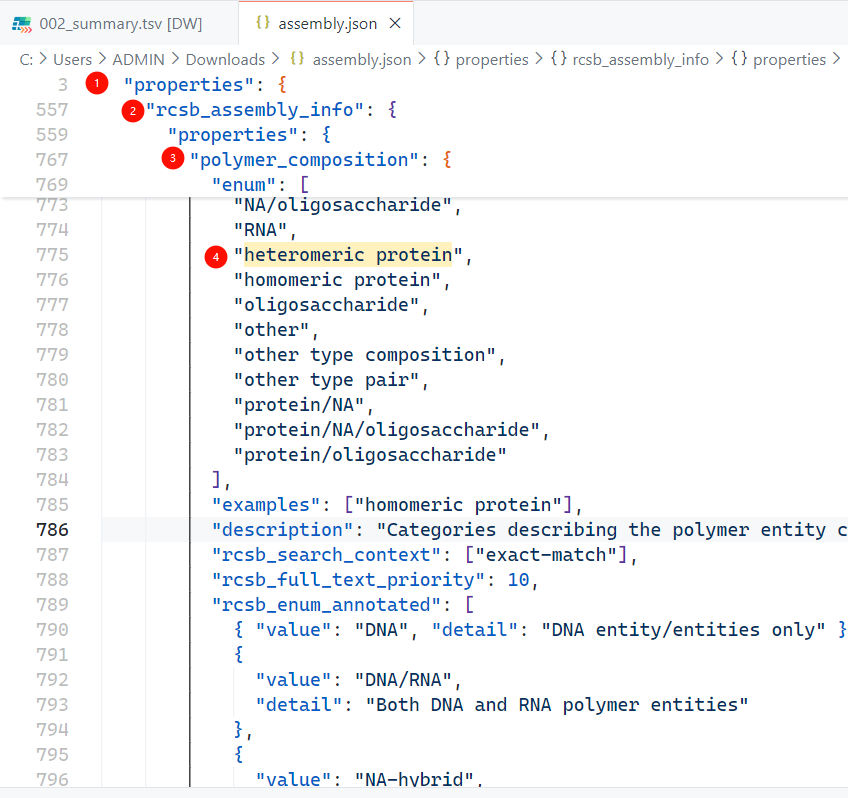 002_summary.tsv [DW]
{} assembly.json ×
C: > Users > ADMIN > Downloads > {} assembly.json > {} properties > {} rcsb_assembly_info > {} properties >
3 1 "properties": {
557 2 "rcsb_assembly_info": {
559 "properties": {
767 3 "polymer_composition": {
769 "enum": [
773 "NA/oligosaccharide",
774 "RNA",
775 4 "heteromeric protein",
776 "homomeric protein",
777 "oligosaccharide",
778 "other",
779 "other type composition",
780 "other type pair",
781 "protein/NA",
782 "protein/NA/oligosaccharide",
783 "protein/oligosaccharide"
784 ],
785 "examples": ["homomeric protein"],
786 "description": "Categories describing the polymer entity c
787 "rcsb_search_context": ["exact-match"],
788 "rcsb_full_text_priority": 10,
789 "rcsb_enum_annotated": [
790 { "value": "DNA", "detail": "DNA entity/entities only" }
791 {
792 "value": "DNA/RNA",
793 "detail": "Both DNA and RNA polymer entities"
794 },
795 {
796 "value": "NA-hybrid",